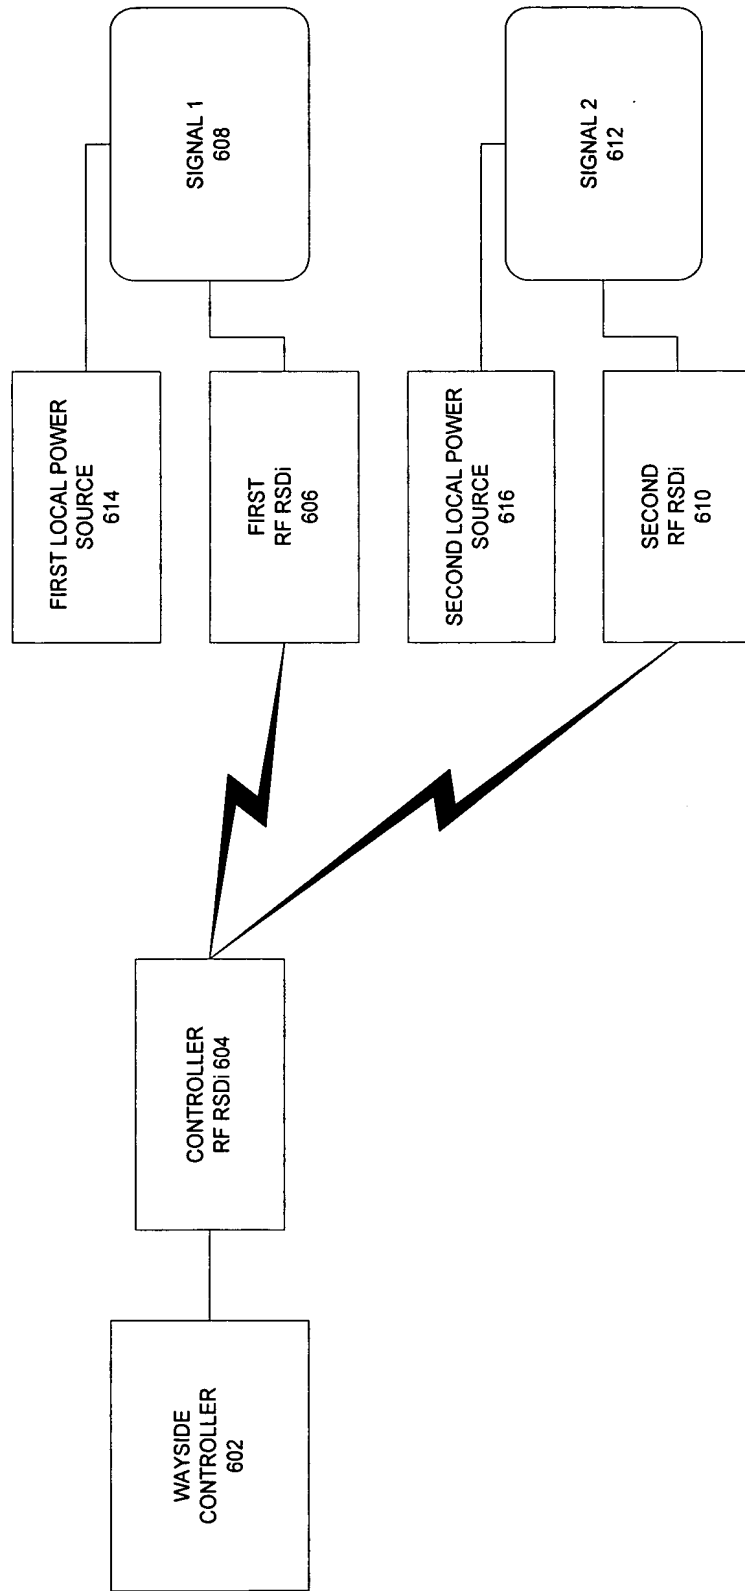 WAYSIDE
CONTROLLER
602
CONTROLLER
RF RSDi 604
FIRST LOCAL POWER
SOURCE
614
FIRST
RF RSDi
606
SECOND LOCAL POWER
SOURCE
616
SECOND
RF RSDi
610
SIGNAL 1
608
SIGNAL 2
612